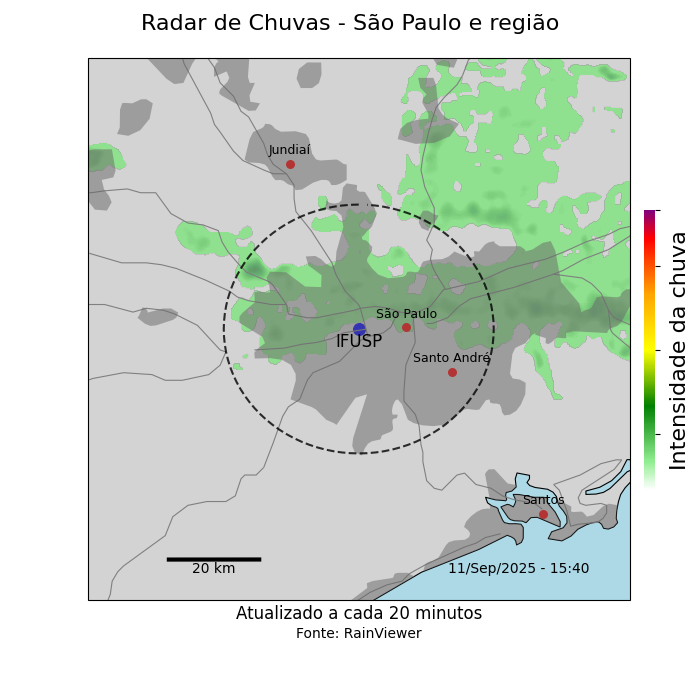 Radar de Chuvas - São Paulo e região
Jundiaí
São Paulo
IFUSP
Santo André
Santos
20 km
11/Sep/2025 - 15:40
Intensidade da chuva
Atualizado a cada 20 minutos
Fonte: RainViewer